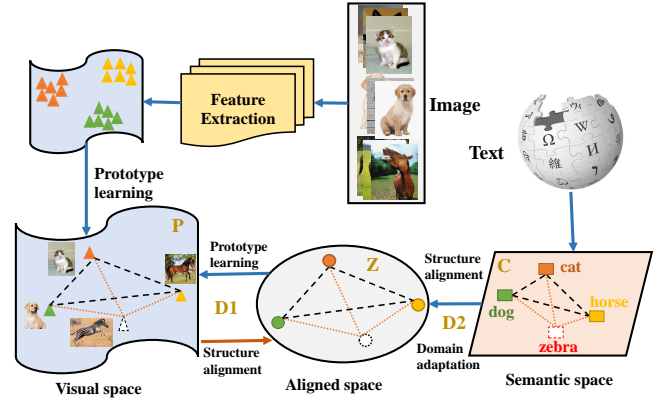 Image
Feature
Extraction
Text
Ω
W
維
И
Prototype
learning
P
Prototype
learning
D1
Structure
alignment
Z
Structure
alignment
D2
Domain
adaptation
C
cat
dog
horse
zebra
Visual space
Aligned space
Semantic space